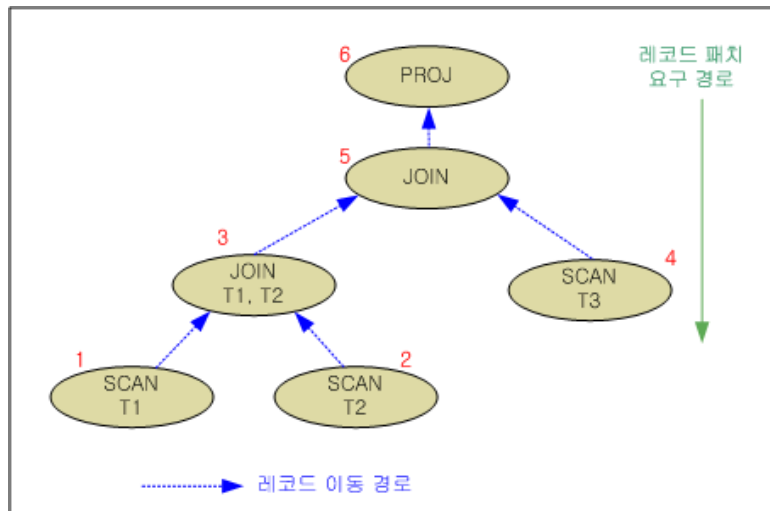 6
PROJ
레코드 패치
요구 경로
5
JOIN
3
JOIN
T1, T2
4
SCAN
T3
1
SCAN
T1
2
SCAN
T2
레코드 이동 경로